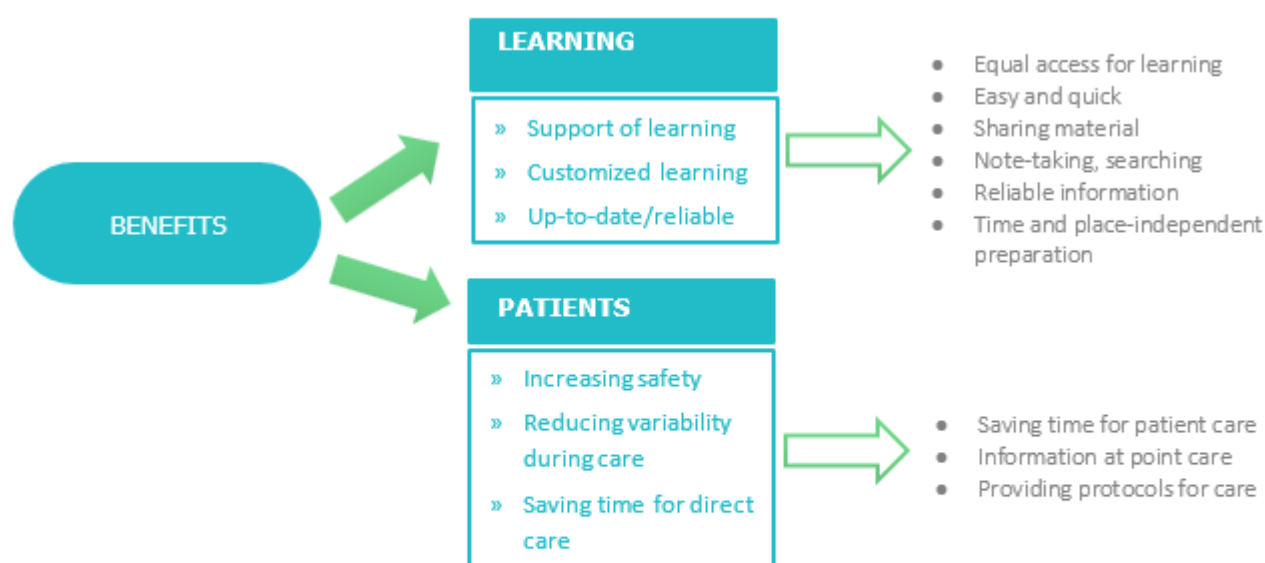 BENEFITS
LEARNING
» Support of learning
» Customized learning
» Up-to-date/reliable
● Equal access for learning
● Easy and quick
● Sharing material
● Note-taking, searching
● Reliable information
● Time and place-independent
preparation
PATIENTS
» Increasing safety
» Reducing variability
during care
» Saving time for direct
care
● Saving time for patient care
● Information at point care
● Providing protocols for care